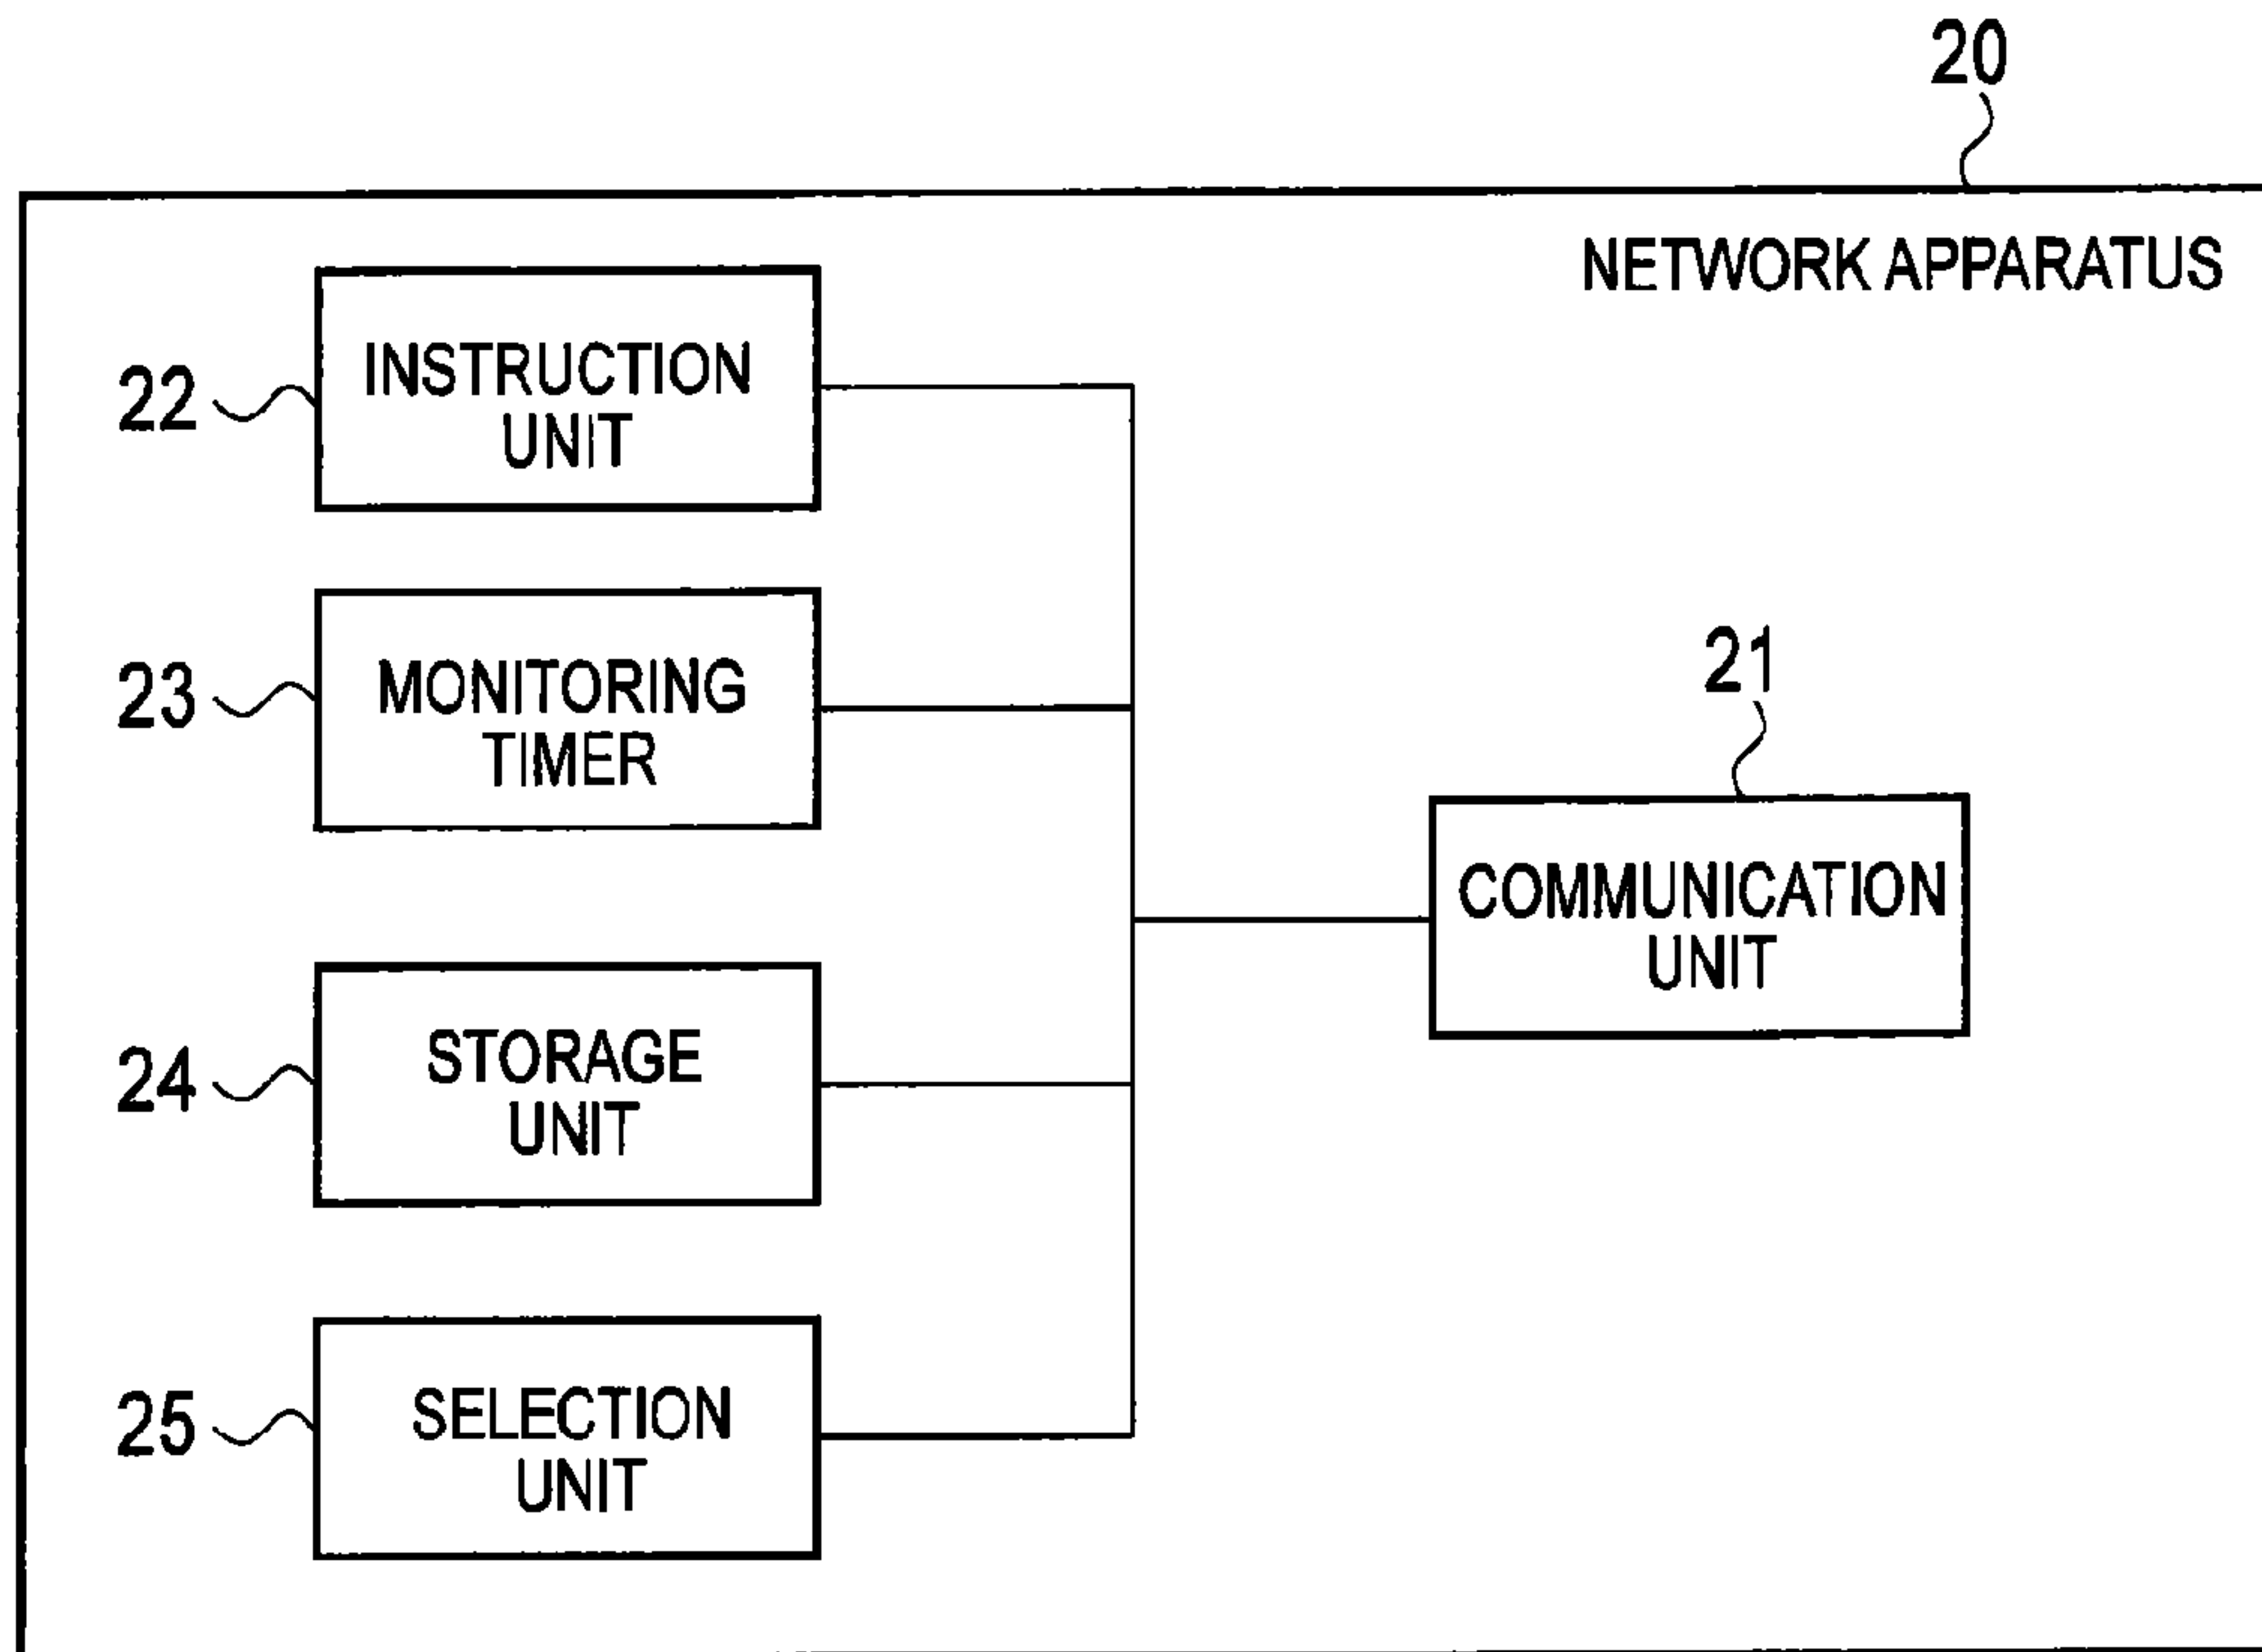 20
NETWORK APPARATUS
22
INSTRUCTION
UNIT
23
MONITORING
TIMER
21
COMMUNICATION
UNIT
24
STORAGE
UNIT
25
SELECTION
UNIT